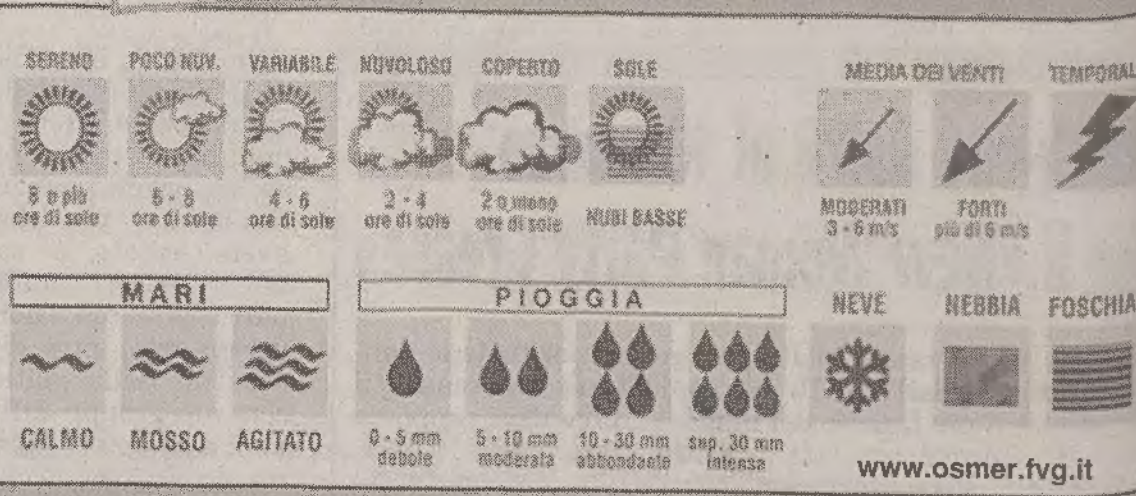 SERENO POCO NUV. VARIABILE NUVOLOSO COPERTO SOLE MEDIA DEI VENTI TEMPORAL
8 o più 6 - 8 4 - 6 2 - 4 2 o meno NUBI BASSE MODERATI FORTI
ore di sole ore di sole ore di sole ore di sole ore di sole 3 - 6 m/s più di 6 m/s
MARI PIOGGIA NEVE NEBBIA FOSCHIA
CALMO MOSSO AGITATO 0 - 5 mm 5 - 10 mm 10 - 30 mm sup. 30 mm
debole moderata abbondante intensa
www.osmer.fvg.it